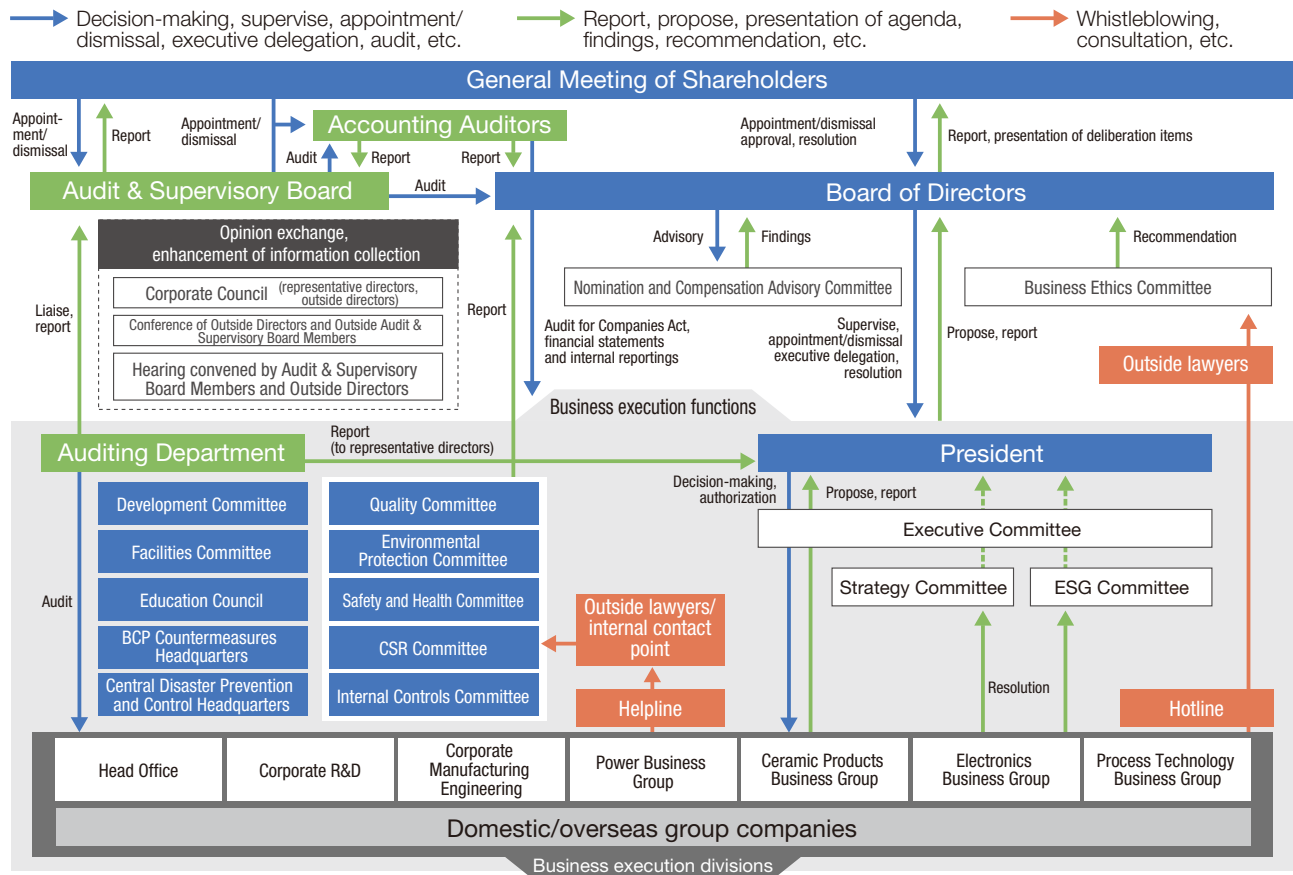 Decision-making, supervise, appointment/
dismissal, executive delegation, audit, etc.
Report, propose, presentation of agenda,
findings, recommendation, etc.
Whistleblowing,
consultation, etc.
General Meeting of Shareholders
Appoint-
ment/
dismissal
Report
Appointment/
dismissal
Accounting Auditors
Audit
Report
Report
Appointment/dismissal
approval, resolution
Report, presentation of deliberation items
Audit & Supervisory Board
Audit
Board of Directors
Opinion exchange,
enhancement of information collection
Corporate Council
(representative directors,
outside directors)
Conference of Outside Directors and Outside Audit &
Supervisory Board Members
Hearing convened by Audit & Supervisory
Board Members and Outside Directors
Liaise,
report
Report
Advisory
Findings
Recommendation
Nomination and Compensation Advisory Committee
Business Ethics Committee
Audit for Companies Act,
financial statements
and internal reportings
Supervise,
appointment/dismissal
executive delegation,
resolution
Propose, report
Outside lawyers
Business execution functions
Auditing Department
Report
(to representative directors)
President
Decision-making,
authorization
Propose, report
Development Committee
Facilities Committee
Education Council
BCP Countermeasures
Headquarters
Central Disaster Prevention
and Control Headquarters
Quality Committee
Environmental
Protection Committee
Safety and Health Committee
CSR Committee
Internal Controls Committee
Audit
Executive Committee
Strategy Committee
ESG Committee
Outside lawyers/
internal contact
point
Helpline
Resolution
Hotline
Head Office
Corporate R&D
Corporate
Manufacturing
Engineering
Power Business
Group
Ceramic Products
Business Group
Electronics
Business Group
Process Technology
Business Group
Domestic/overseas group companies
Business execution divisions